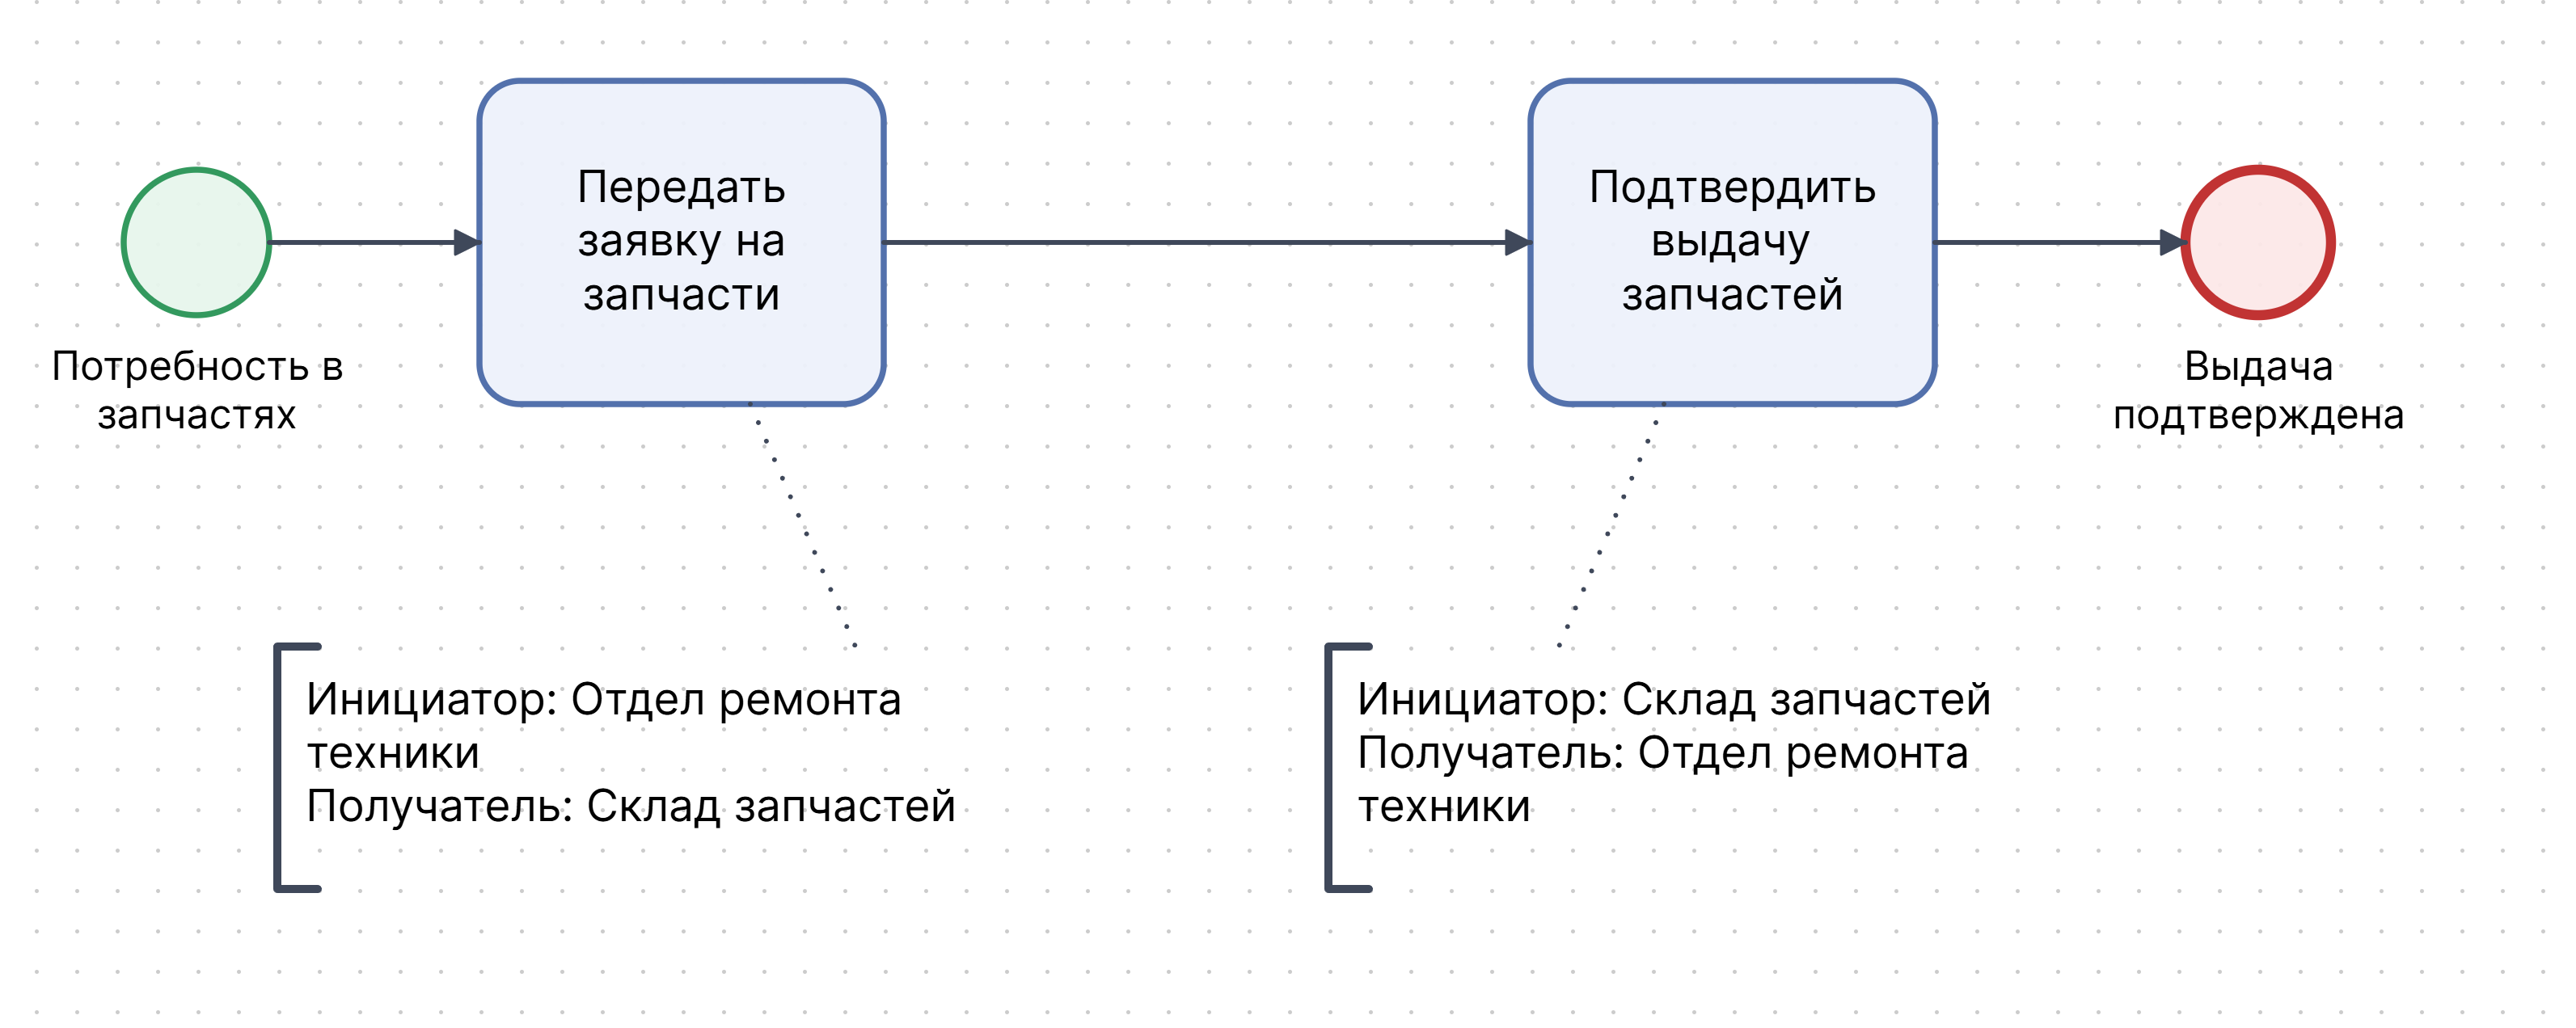 Передать
заявку на
запчасти
Подтвердить
выдачу
запчастей
Потребность в
запчастях
Выдача
подтверждена
Инициатор: Отдел ремонта
техники
Получатель: Склад запчастей
Инициатор: Склад запчастей
Получатель: Отдел ремонта
техники